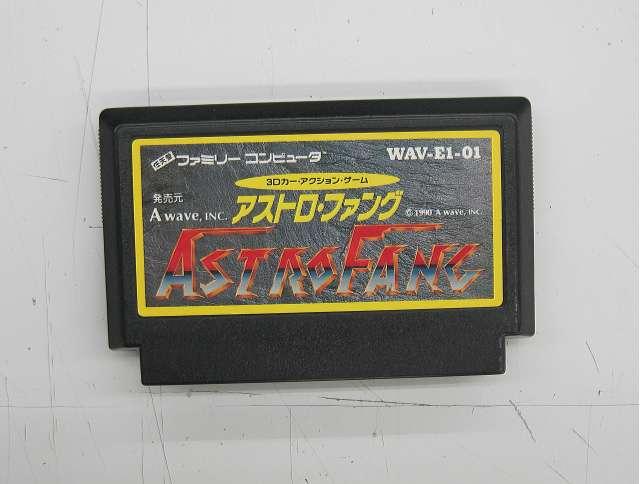 任天堂 ファミリー コンピュータ™ WAV-E1-01
3Dカー・アクション・ゲーム
発売元
A wave, INC.
アストロ・ファング
© 1990 A wave, INC.
ASTRO FANG